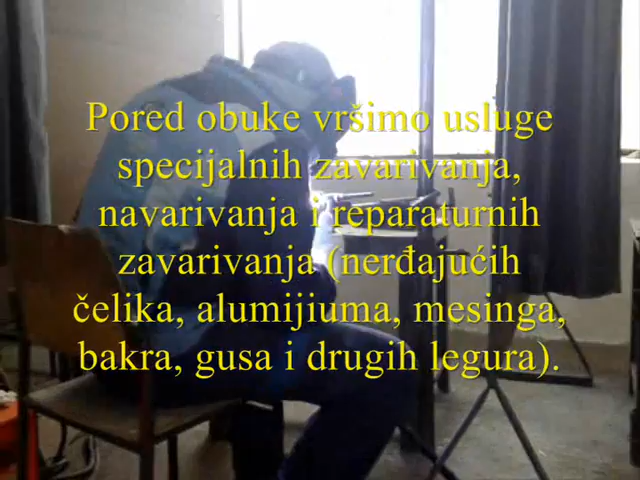 Pored obuke vršimo usluge
specijalnih zavarivanja,
navarivanja i reparaturnih
zavarivanja (nerđajućih
čelika, alumijiuma, mesinga,
bakra, gusa i drugih legura).